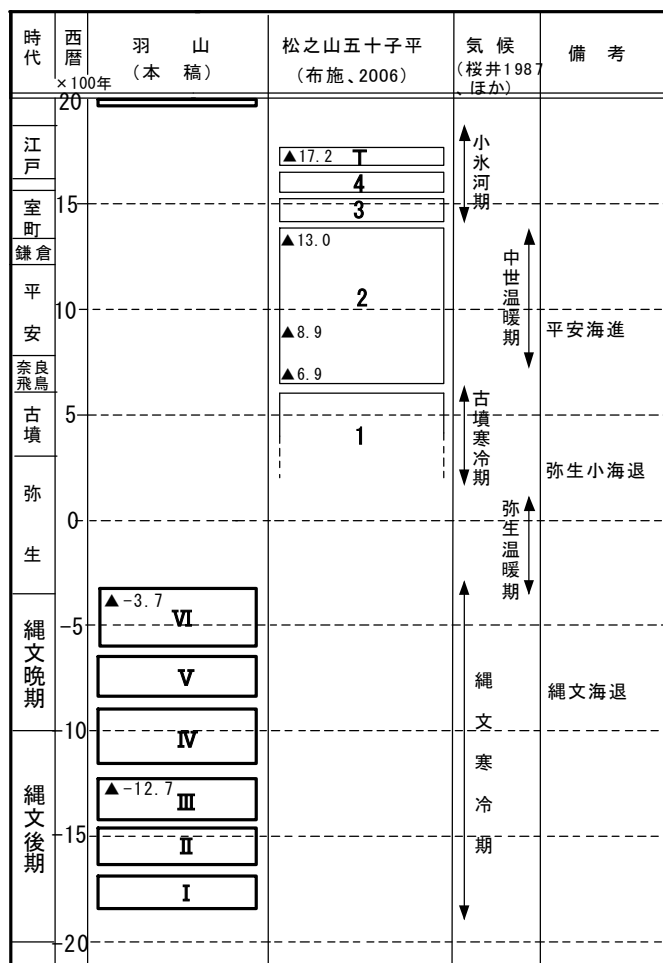 時代
西暦
×100年
羽　山
（本　稿）
松之山五十子平
（布施、2006）
気候
（桜井1987
、ほか）
備　考
20
江戸
室町
鎌倉
平安
奈良
飛鳥
古墳
弥生
縄文晩期
縄文後期
15
10
5
0
-5
-10
-15
-20
▲-3.7
Ⅵ
Ⅴ
Ⅳ
▲-12.7
Ⅲ
Ⅱ
Ⅰ
▲17.2
T
4
3
▲13.0
2
▲8.9
▲6.9
1
小氷河期
中世温暖期
古墳寒冷期
弥生温暖期
縄文寒冷期
平安海進
弥生小海退
縄文海退